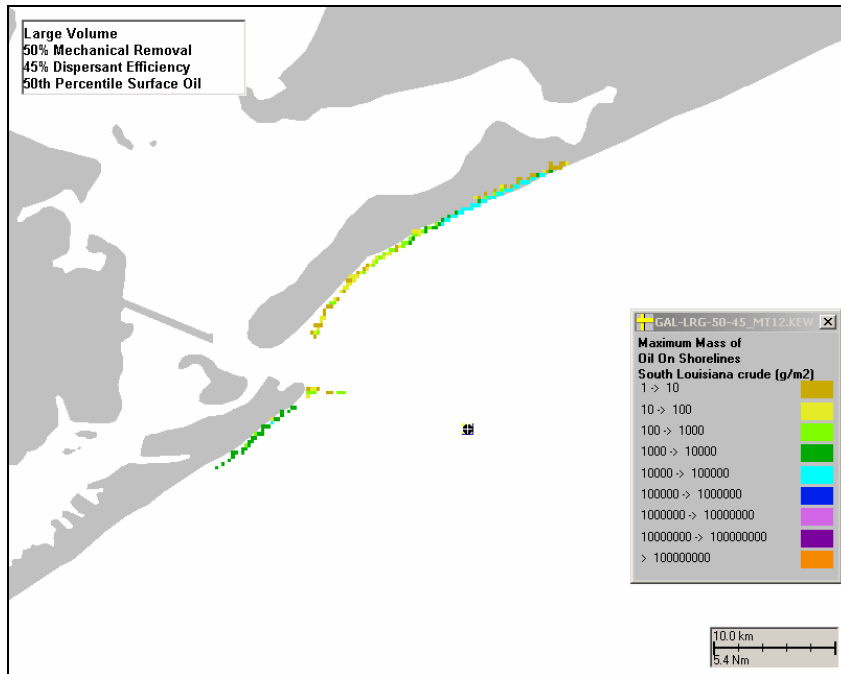 Large Volume
50% Mechanical Removal
45% Dispersant Efficiency
50th Percentile Surface Oil
GAL-LRG-50-45_MT12.KEW
Maximum Mass of
Oil On Shorelines
South Louisiana crude (g/m2)
1 -> 10
10 -> 100
100 -> 1000
1000 -> 10000
10000 -> 100000
100000 -> 1000000
1000000 -> 10000000
10000000 -> 100000000
> 100000000
10.0 km
5.4 Nm